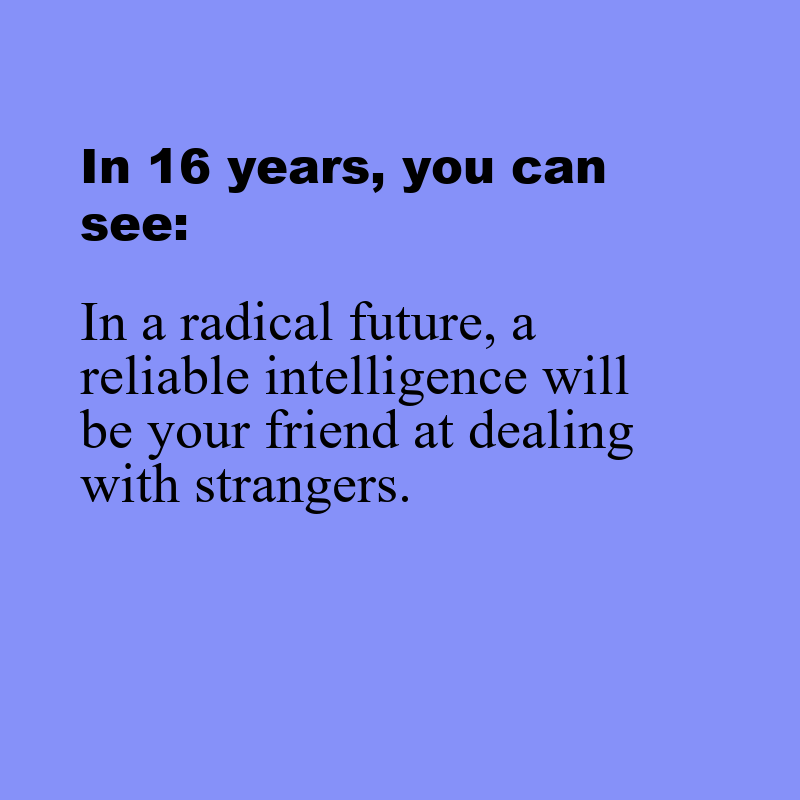 In 16 years, you can
see:
In a radical future, a
reliable intelligence will
be your friend at dealing
with strangers.